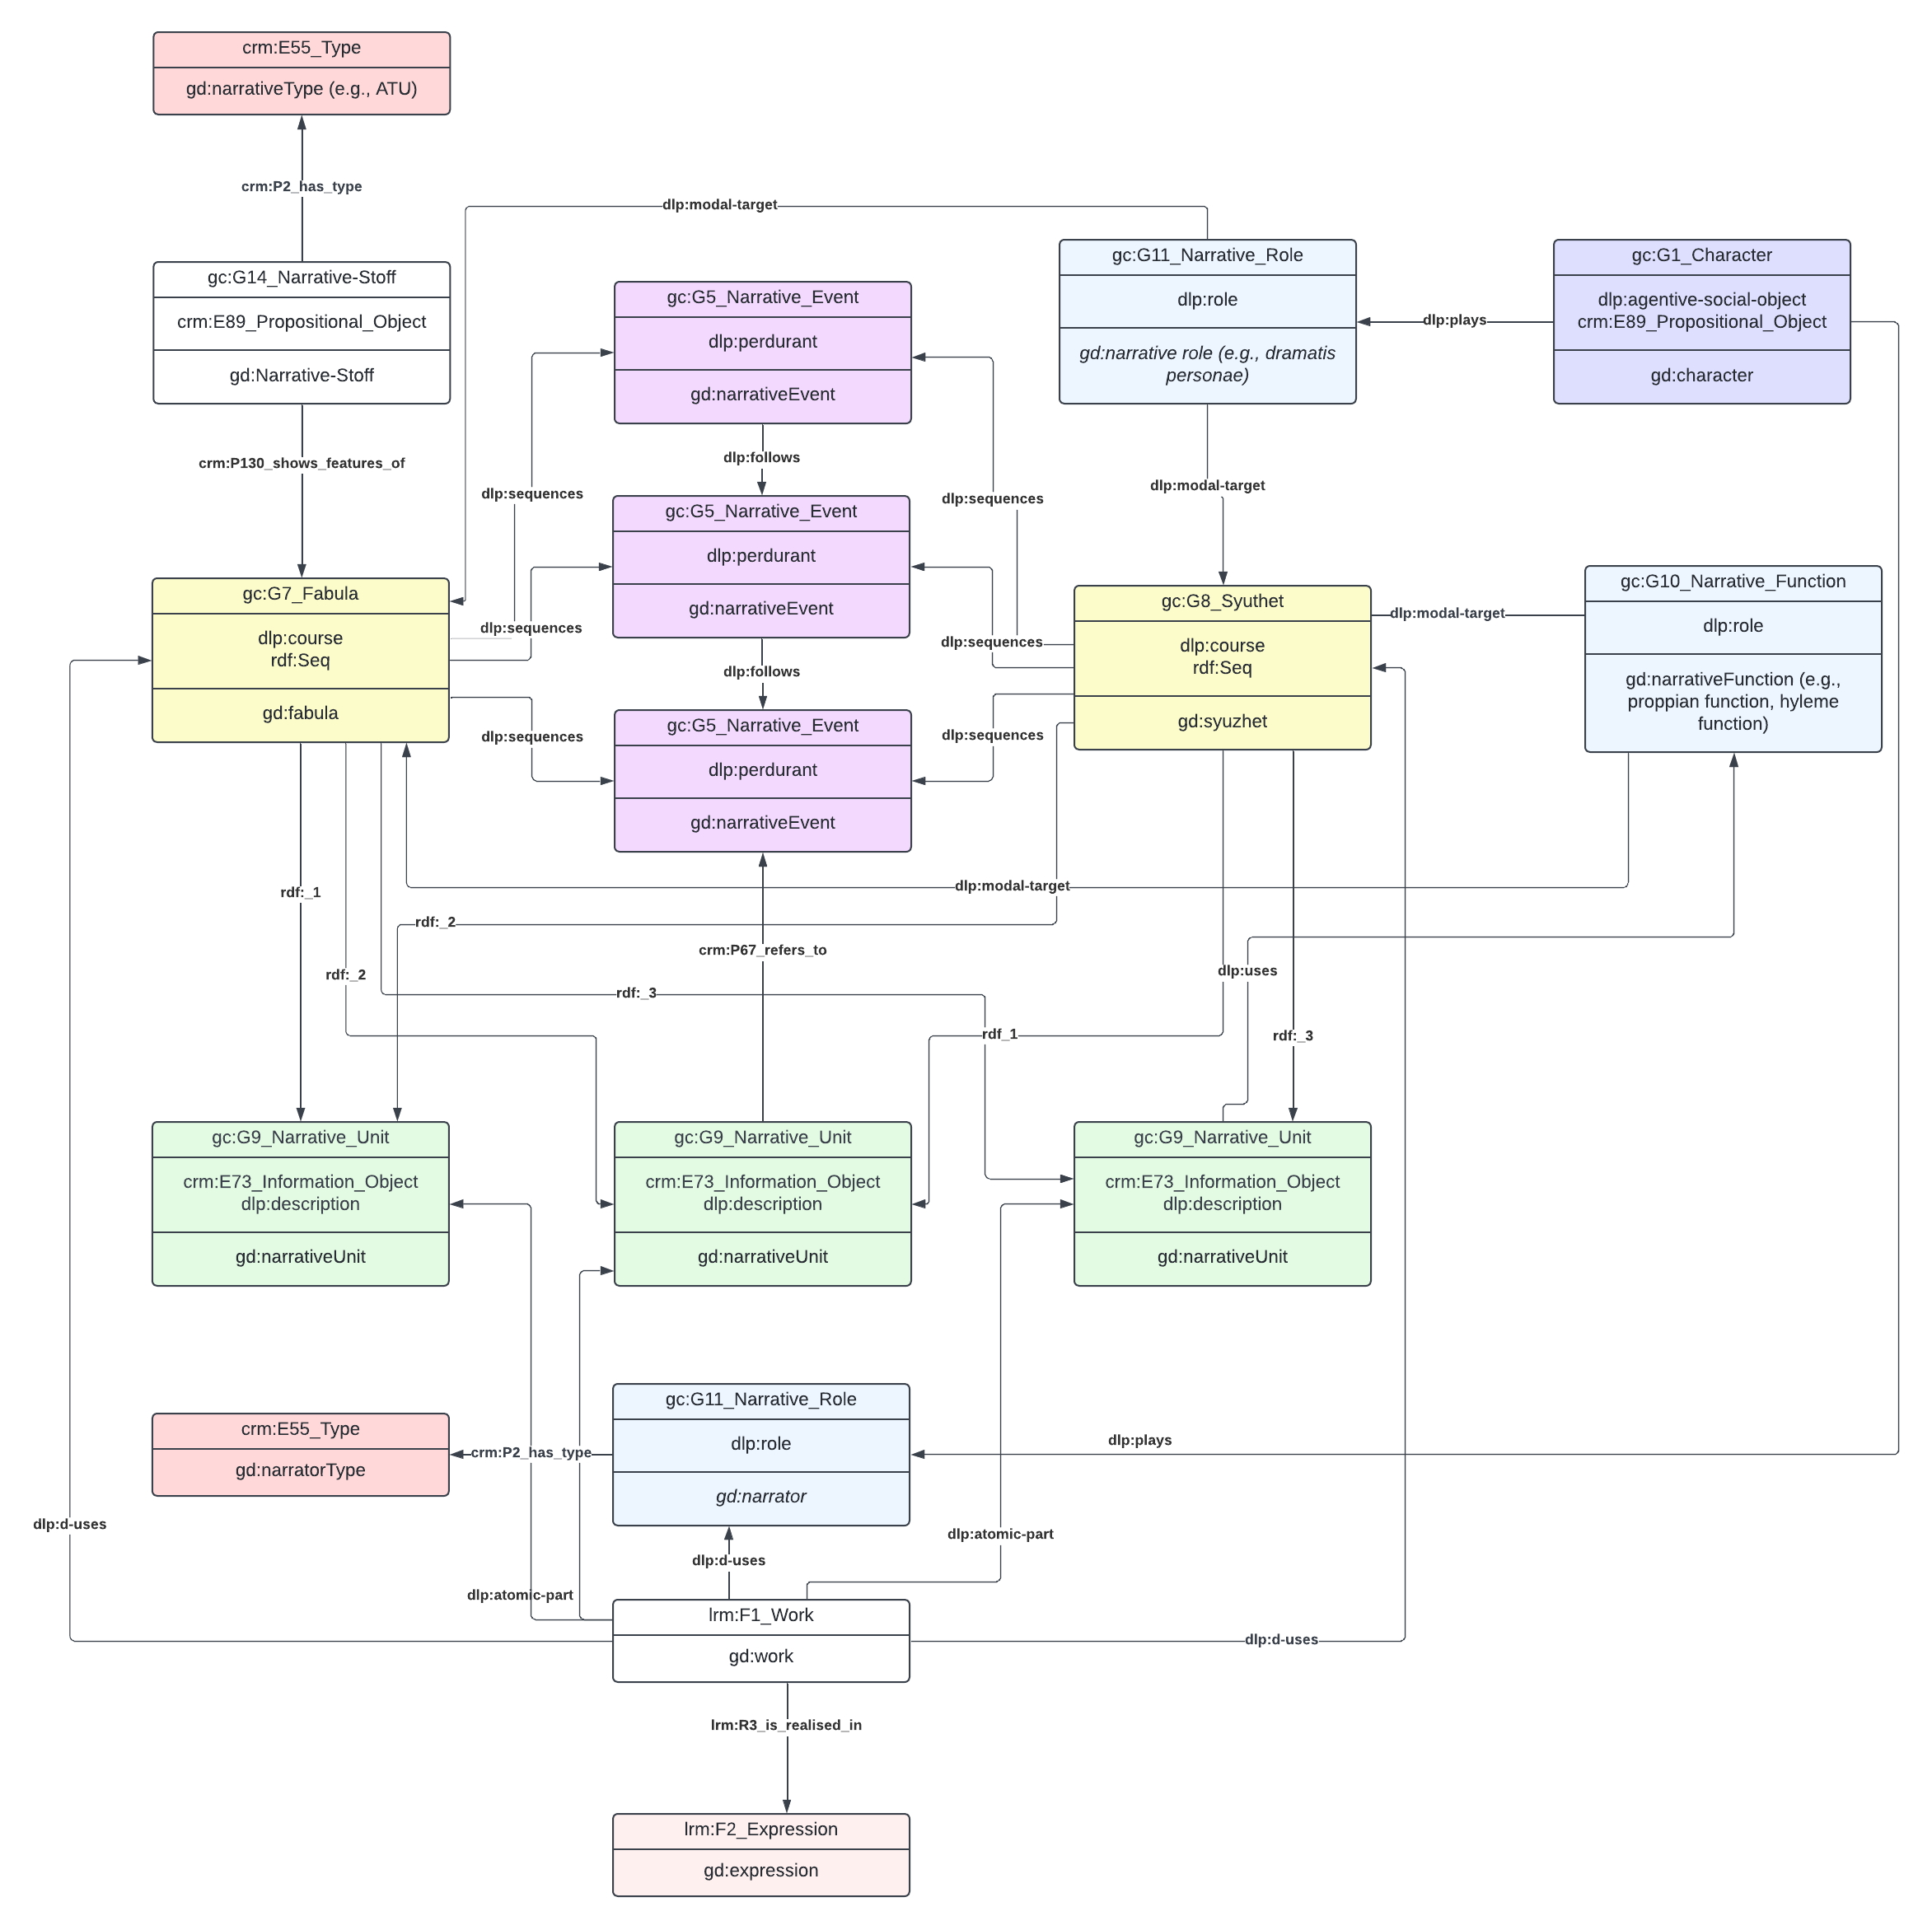 crm:E55_Type
gd:narrativeType (e.g., ATU)
crm:P2_has_type
dlp:modal-target
gc:G14_Narrative-Stoff
crm:E89_Propositional_Object
gd:Narrative-Stoff
gc:G5_Narrative_Event
dlp:perdurant
gd:narrativeEvent
gc:G11_Narrative_Role
dlp:role
gd:narrative role (e.g., dramatis
personae)
dlp:plays
gc:G1_Character
dlp:agentive-social-object
crm:E89_Propositional_Object
gd:character
crm:P130_shows_features_of
dlp:follows
dlp:sequences
dlp:sequences
dlp:modal-target
gc:G5_Narrative_Event
dlp:perdurant
gd:narrativeEvent
gc:G7_Fabula
dlp:course
rdf:Seq
gd:fabula
dlp:sequences
dlp:sequences
gc:G8_Syuthet
dlp:course
rdf:Seq
gd:syuzhet
dlp:modal-target
gc:G10_Narrative_Function
dlp:role
gd:narrativeFunction (e.g.,
proppian function, hyleme
function)
dlp:follows
dlp:sequences
dlp:sequences
gc:G5_Narrative_Event
dlp:perdurant
gd:narrativeEvent
rdf:_1
dlp:modal-target
rdf:_2
crm:P67_refers_to
rdf:_2
dlp:uses
rdf:_3
rdf_1
rdf:_3
gc:G9_Narrative_Unit
crm:E73_Information_Object
dlp:description
gd:narrativeUnit
gc:G9_Narrative_Unit
crm:E73_Information_Object
dlp:description
gd:narrativeUnit
gc:G9_Narrative_Unit
crm:E73_Information_Object
dlp:description
gd:narrativeUnit
crm:E55_Type
gd:narratorType
crm:P2_has_type
gc:G11_Narrative_Role
dlp:role
gd:narrator
dlp:plays
dlp:d-uses
dlp:atomic-part
dlp:d-uses
dlp:atomic-part
lrm:F1_Work
gd:work
dlp:d-uses
lrm:R3_is_realised_in
lrm:F2_Expression
gd:expression